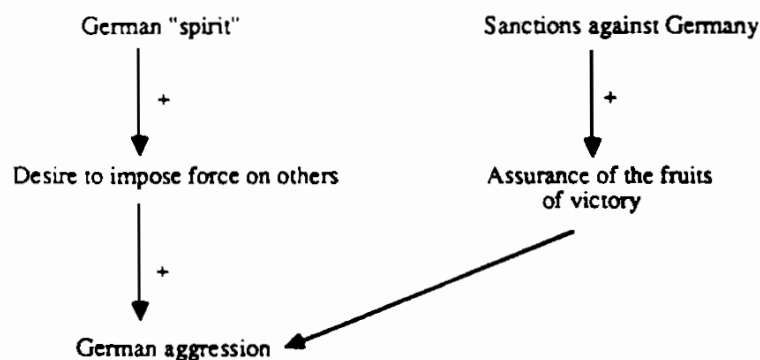 German "spirit"
Sanctions against Germany
+
+
Desire to impose force on others
Assurance of the fruits
of victory
+
German aggression